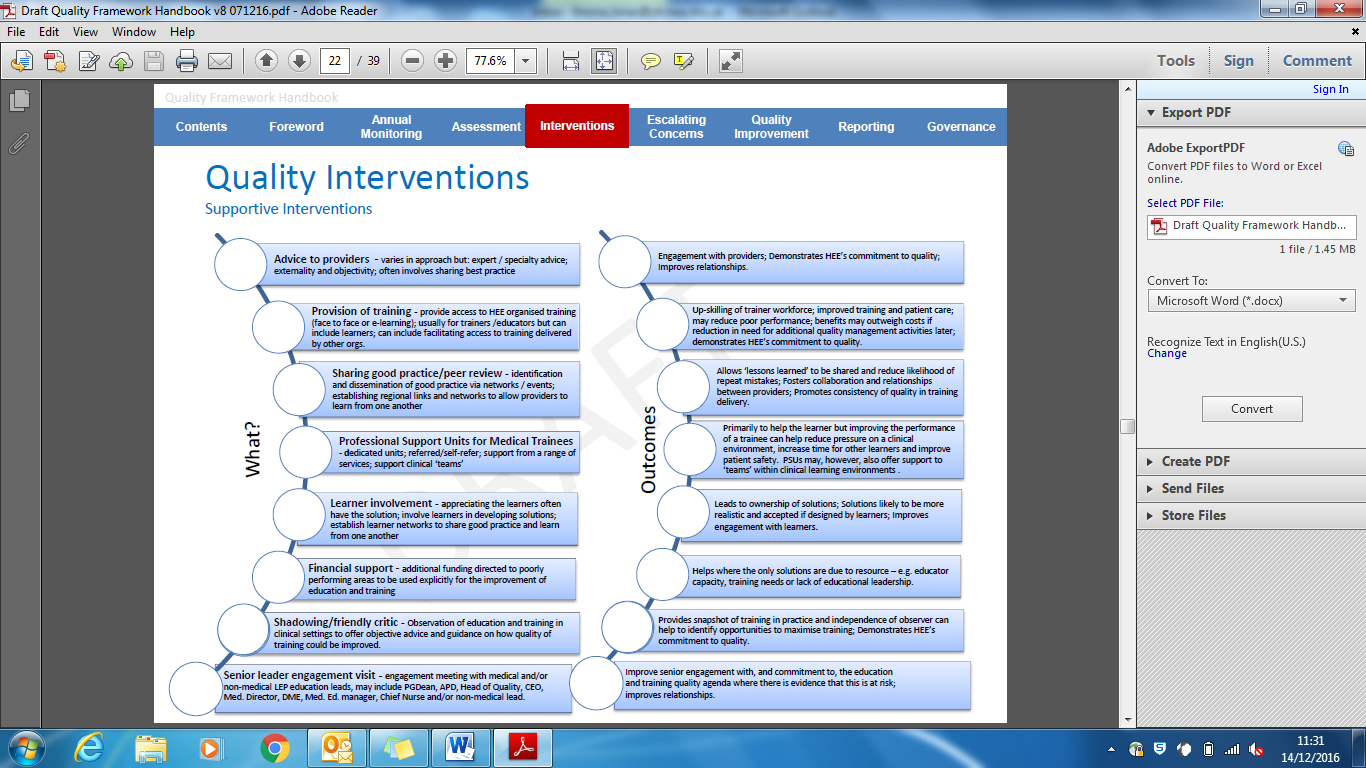 Draft Quality Framework Handbook v8 071216.pdf - Adobe Reader
File Edit View Window Help
22 / 39
77.6%
Tools Sign Comment
Sign In
Quality Framework Handbook
Contents
Foreword
Annual
Monitoring
Assessment
Interventions
Escalating
Concerns
Quality
Improvement
Reporting
Governance
Quality Interventions
Supportive Interventions
DRAFT
What?
Advice to providers - varies in approach but: expert / specialty advice;
externality and objectivity; often involves sharing best practice
Provision of training - provide access to HEE organised training
(face to face or e-learning); usually for trainers /educators but can
include learners; can include facilitating access to training delivered
by other orgs.
Sharing good practice/peer review - identification
and dissemination of good practice via networks / events;
establishing regional links and networks to allow providers to
learn from one another
Professional Support Units for Medical Trainees
- dedicated units; referred/self-refer; support from a range of
services; support clinical ‘teams’
Learner involvement - appreciating the learners often
have the solution; involve learners in developing solutions;
establish learner networks to share good practice and learn
from one another
Financial support - additional funding directed to poorly
performing areas to be used explicitly for the improvement of
education and training
Shadowing/friendly critic - Observation of education and training in
clinical settings to offer objective advice and guidance on how quality of
training could be improved.
Senior leader engagement visit - engagement meeting with medical and/or
non-medical LEP education leads, may include PGDean, APD, Head of Quality, CEO,
Med. Director, DME, Med. Ed. manager, Chief Nurse and/or non-medical lead.
Outcomes
Engagement with providers; Demonstrates HEE’s commitment to quality;
Improves relationships.
Up-skilling of trainer workforce; improved training and patient care;
may reduce poor performance; benefits may outweigh costs if
reduction in need for additional quality management activities later;
demonstrates HEE’s commitment to quality.
Allows ‘lessons learned’ to be shared and reduce likelihood of
repeat mistakes; Fosters collaboration and relationships
between providers; Promotes consistency of quality in training
delivery.
Primarily to help the learner but improving the performance
of a trainee can help reduce pressure on a clinical
environment, increase time for other learners and improve
patient safety. PSUs may, however, also offer support to
‘teams’ within clinical learning environments .
Leads to ownership of solutions; Solutions likely to be more
realistic and accepted if designed by learners; Improves
engagement with learners.
Helps where the only solutions are due to resource – e.g. educator
capacity, training needs or lack of educational leadership.
Provides snapshot of training in practice and independence of observer can
help to identify opportunities to maximise training; Demonstrates HEE’s
commitment to quality.
Improve senior engagement with, and commitment to, the education
and training quality agenda where there is evidence that this is at risk;
improves relationships.
Export PDF
Adobe ExportPDF
Convert PDF files to Word or Excel
online.
Select PDF File:
Draft Quality Framework Handb...
1 file / 1.45 MB
Convert To:
Microsoft Word (*.docx)
Recognize Text in English(U.S.)
Change
Convert
Create PDF
Send Files
Store Files
11:31
14/12/2016